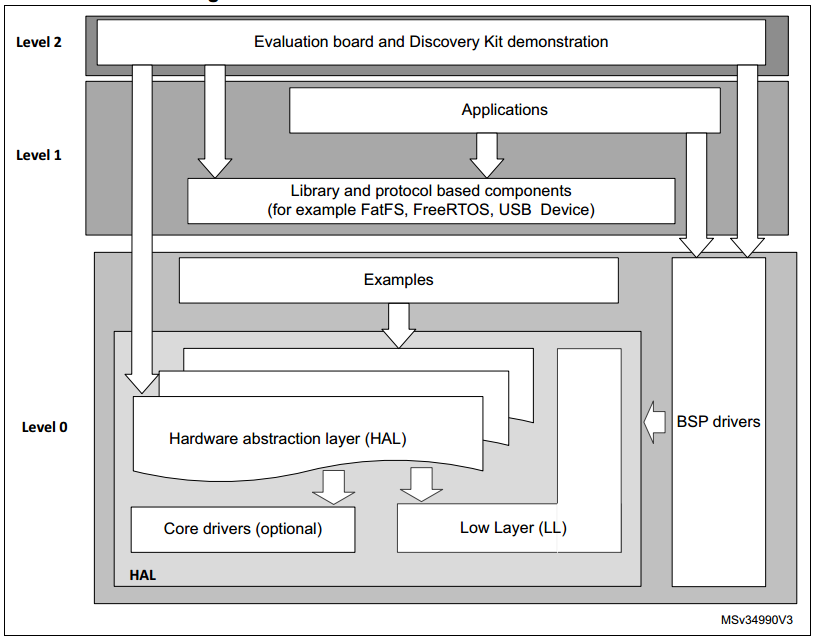 Level 2
Evaluation board and Discovery Kit demonstration
Applications
Level 1
Library and protocol based components
(for example FatFS, FreeRTOS, USB Device)
Examples
Level 0
Hardware abstraction layer (HAL)
BSP drivers
Core drivers (optional)
Low Layer (LL)
HAL
MSv34990V3